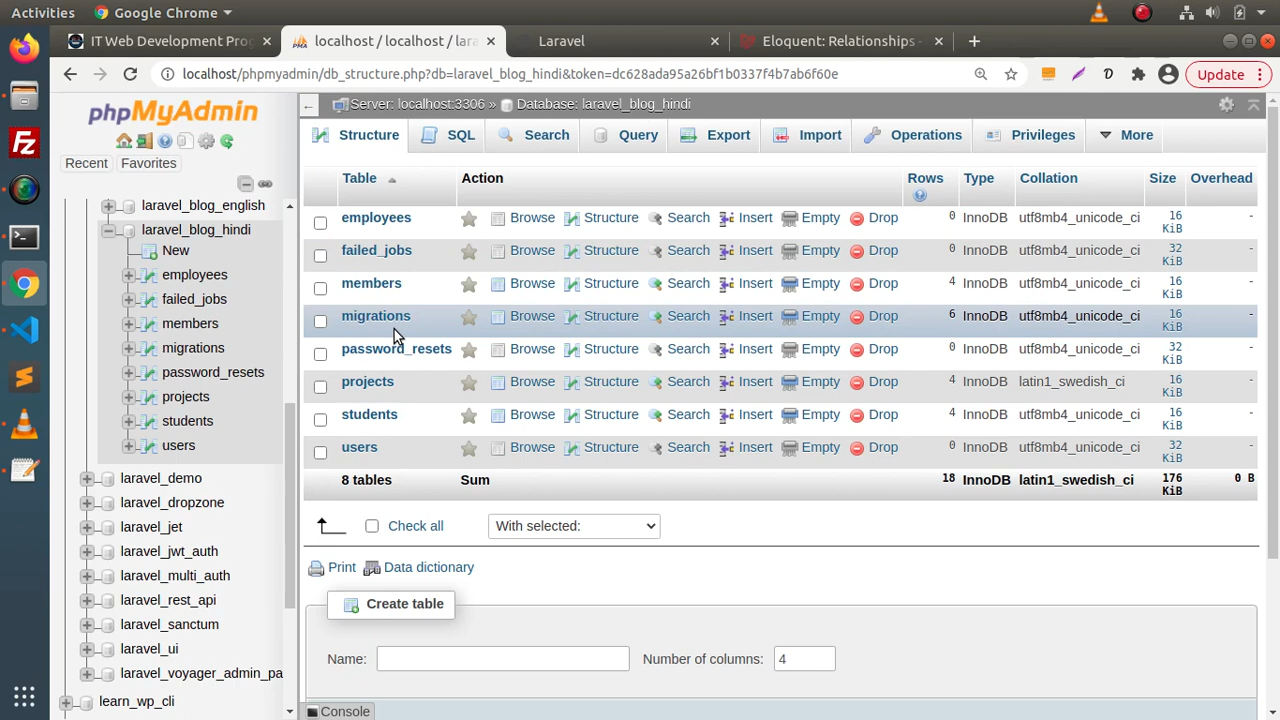 Activities
Google Chrome
IT Web Development Pro
localhost / localhost / lara
Laravel
Eloquent: Relationships -
localhost/phpmyadmin/db_structure.php?db=laravel_blog_hindi&token=dc628ada95a26bf1b0337f4b7ab6f60e
Update
phpMyAdmin
Recent
Favorites
laravel_blog_english
laravel_blog_hindi
New
employees
failed_jobs
members
migrations
password_resets
projects
students
users
laravel_demo
laravel_dropzone
laravel_jet
laravel_jwt_auth
laravel_multi_auth
laravel_rest_api
laravel_sanctum
laravel_ui
laravel_voyager_admin_pa
learn_wp_cli
Server: localhost:3306 » Database: laravel_blog_hindi
Structure SQL Search Query Export Import Operations Privileges More
Table Action Rows Type Collation Size Overhead
employees Browse Structure Search Insert Empty Drop 0 InnoDB utf8mb4_unicode_ci 16 KiB -
failed_jobs Browse Structure Search Insert Empty Drop 0 InnoDB utf8mb4_unicode_ci 32 KiB -
members Browse Structure Search Insert Empty Drop 4 InnoDB utf8mb4_unicode_ci 16 KiB -
migrations Browse Structure Search Insert Empty Drop 6 InnoDB utf8mb4_unicode_ci 16 KiB -
password_resets Browse Structure Search Insert Empty Drop 0 InnoDB utf8mb4_unicode_ci 32 KiB -
projects Browse Structure Search Insert Empty Drop 4 InnoDB latin1_swedish_ci 16 KiB -
students Browse Structure Search Insert Empty Drop 4 InnoDB utf8mb4_unicode_ci 16 KiB -
users Browse Structure Search Insert Empty Drop 0 InnoDB utf8mb4_unicode_ci 32 KiB -
8 tables Sum 18 InnoDB latin1_swedish_ci 176 KiB 0 B
Check all With selected:
Print Data dictionary
Create table
Name: Number of columns: 4
Console